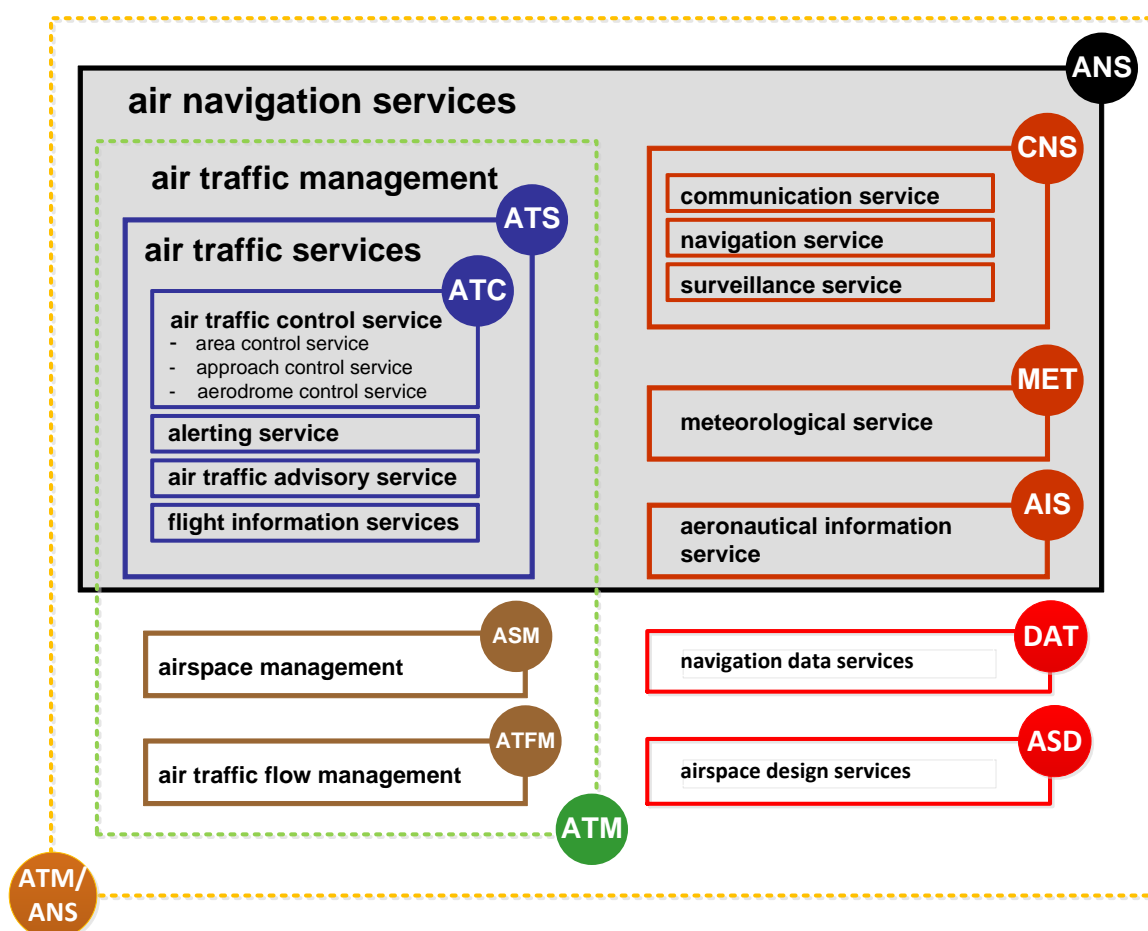 ANS
air navigation services
air traffic management
ATS
air traffic services
ATC
air traffic control service
- area control service
- approach control service
- aerodrome control service
alerting service
air traffic advisory service
flight information services
CNS
communication service
navigation service
surveillance service
MET
meteorological service
AIS
aeronautical information
service
ASM
airspace management
ATFM
air traffic flow management
ATM
DAT
navigation data services
ASD
airspace design services
ATM/
ANS